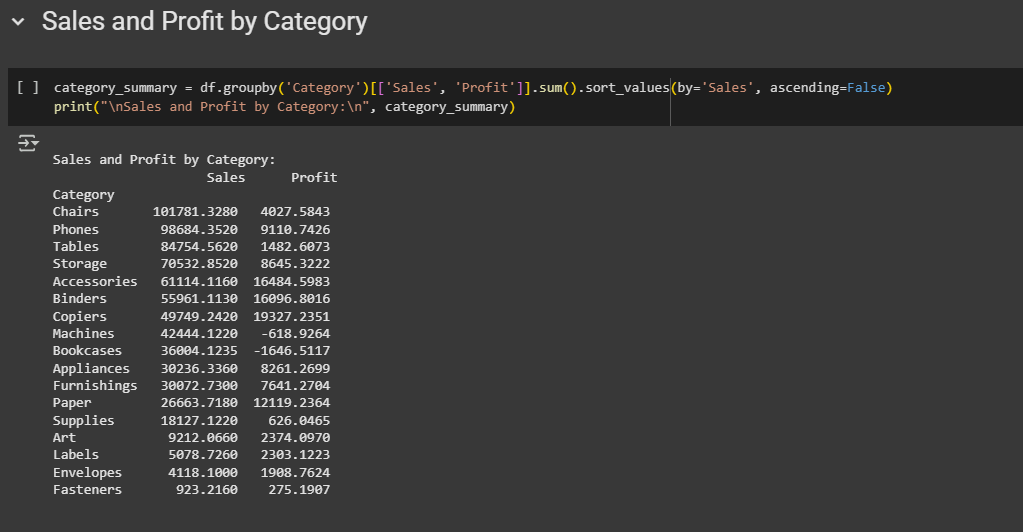 Sales and Profit by Category
[ ] category_summary = df.groupby('Category')[['Sales', 'Profit']].sum().sort_values(by='Sales', ascending=False)
print("\nSales and Profit by Category:\n", category_summary)
Sales and Profit by Category:
Sales Profit
Category
Chairs 101781.3280 4027.5843
Phones 98684.3520 9110.7426
Tables 84754.5620 1482.6073
Storage 70532.8520 8645.3222
Accessories 61114.1160 16484.5983
Binders 55961.1130 16096.8016
Copiers 49749.2420 19327.2351
Machines 42444.1220 -618.9264
Bookcases 36004.1235 -1646.5117
Appliances 30236.3360 8261.2699
Furnishings 30072.7300 7641.2704
Paper 26663.7180 12119.2364
Supplies 18127.1220 626.0465
Art 9212.0660 2374.0970
Labels 5078.7260 2303.1223
Envelopes 4118.1000 1908.7624
Fasteners 923.2160 275.1907